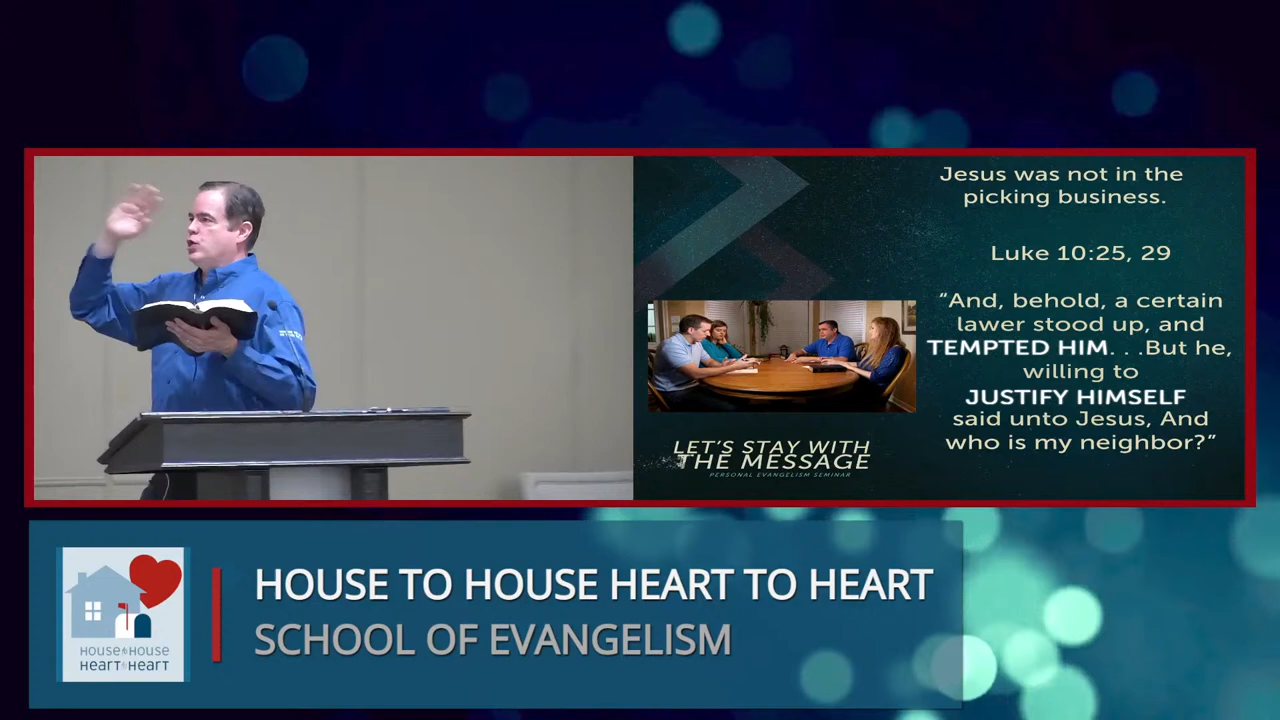 Jesus was not in the
picking business.
Luke 10:25, 29
“And, behold, a certain
lawer stood up, and
TEMPTED HIM. . .But he,
willing to
JUSTIFY HIMSELF
said unto Jesus, And
who is my neighbor?”
LET'S STAY WITH
THE MESSAGE
PERSONAL EVANGELISM SEMINAR
HOUSE TO HOUSE HEART TO HEART
SCHOOL OF EVANGELISM
HOUSE TO HOUSE
HEART TO HEART